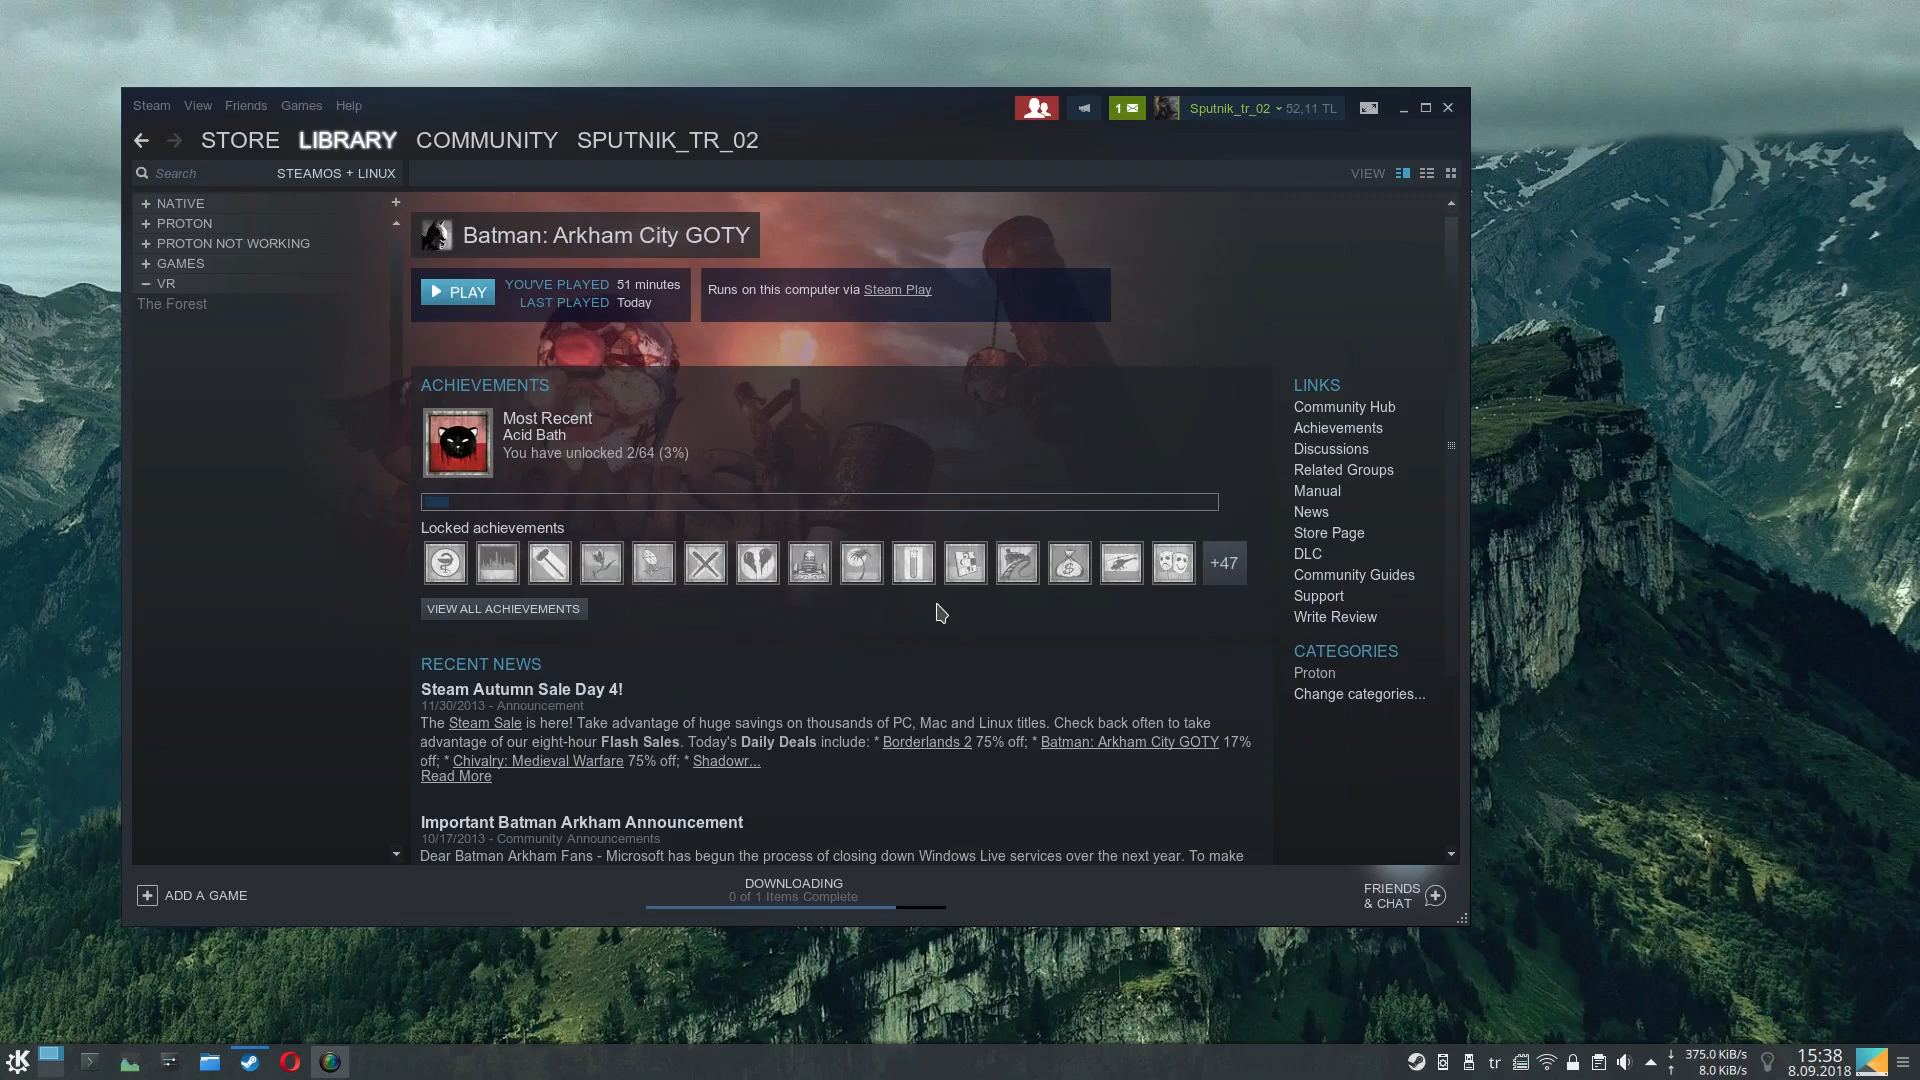 Steam View Friends Games Help
1 Sputnik_tr_02 52,11 TL
STORE LIBRARY COMMUNITY SPUTNIK_TR_02
Search STEAMOS + LINUX
VIEW
+ NATIVE +
+ PROTON
+ PROTON NOT WORKING
+ GAMES
− VR
The Forest
Batman: Arkham City GOTY
PLAY
YOU'VE PLAYED 51 minutes
LAST PLAYED Today
Runs on this computer via Steam Play
ACHIEVEMENTS
Most Recent
Acid Bath
You have unlocked 2/64 (3%)
Locked achievements
+47
VIEW ALL ACHIEVEMENTS
RECENT NEWS
Steam Autumn Sale Day 4!
11/30/2013 - Announcement
The Steam Sale is here! Take advantage of huge savings on thousands of PC, Mac and Linux titles. Check back often to take
advantage of our eight-hour Flash Sales. Today's Daily Deals include: * Borderlands 2 75% off; * Batman: Arkham City GOTY 17%
off; * Chivalry: Medieval Warfare 75% off; * Shadowr...
Read More
Important Batman Arkham Announcement
10/17/2013 - Community Announcements
Dear Batman Arkham Fans - Microsoft has begun the process of closing down Windows Live services over the next year. To make
LINKS
Community Hub
Achievements
Discussions
Related Groups
Manual
News
Store Page
DLC
Community Guides
Support
Write Review
CATEGORIES
Proton
Change categories...
+ ADD A GAME
DOWNLOADING
0 of 1 Items Complete
FRIENDS
& CHAT
tr
375.0 KiB/s
8.0 KiB/s
15:38
8.09.2018